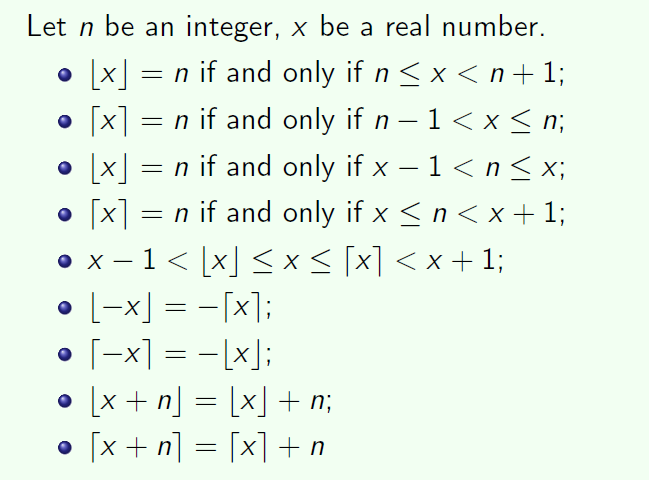 Let n be an integer, x be a real number.
• ⌊x⌋ = n if and only if n ≤ x < n + 1;
• ⌈x⌉ = n if and only if n − 1 < x ≤ n;
• ⌊x⌋ = n if and only if x − 1 < n ≤ x;
• ⌈x⌉ = n if and only if x ≤ n < x + 1;
• x − 1 < ⌊x⌋ ≤ x ≤ ⌈x⌉ < x + 1;
• ⌊−x⌋ = −⌈x⌉;
• ⌈−x⌉ = −⌊x⌋;
• ⌊x + n⌋ = ⌊x⌋ + n;
• ⌈x + n⌉ = ⌈x⌉ + n